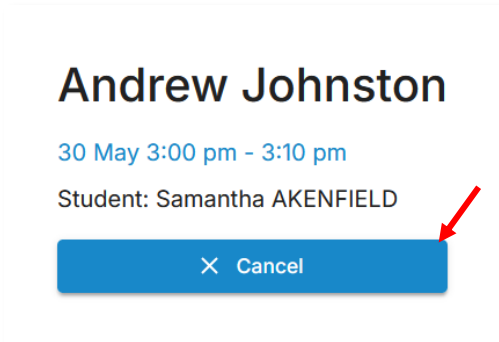 Andrew Johnston
30 May 3:00 pm - 3:10 pm
Student: Samantha AKENFIELD
Cancel